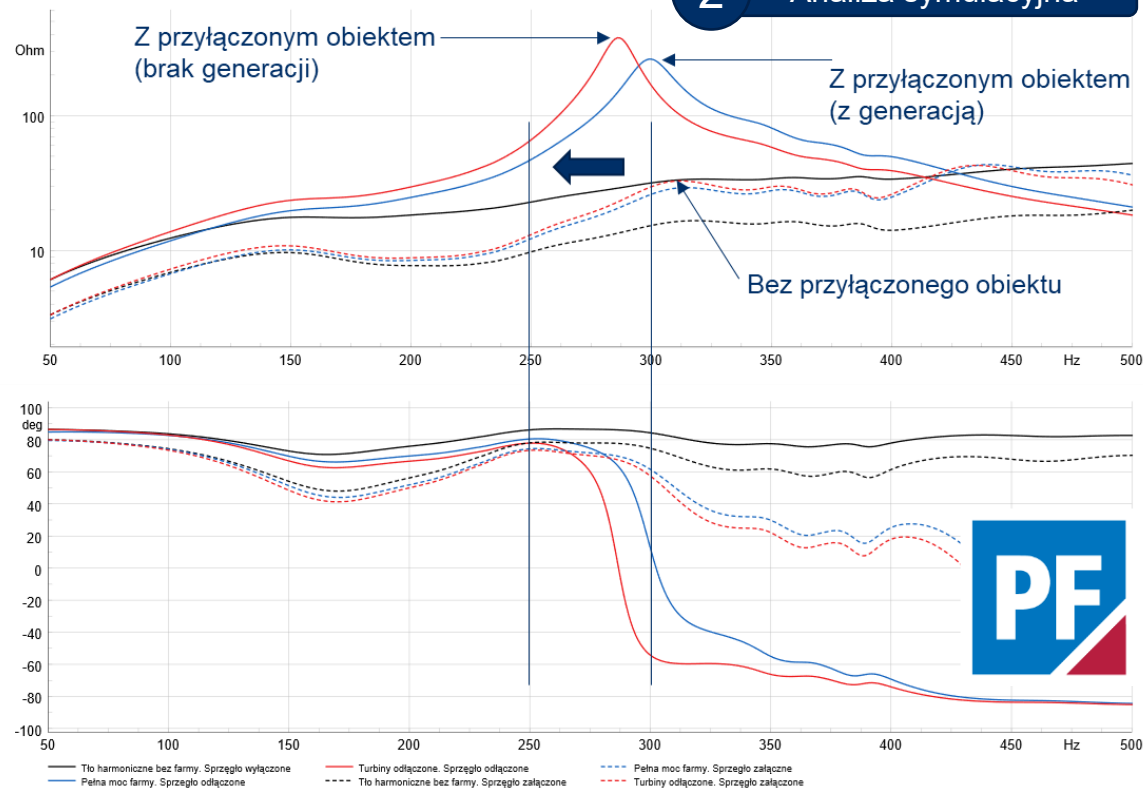 2
Analiza symulacyjna
Ohm
Z przyłączonym obiektem
(brak generacji)
Z przyłączonym obiektem
(z generacją)
100
10
Bez przyłączonego obiektu
50 100 150 200 250 300 350 400 450 Hz 500
100
deg
80
60
40
20
0
-20
-40
-60
-80
-100
PF
50 100 150 200 250 300 350 400 450 Hz 500
Tło harmoniczne bez farmy. Sprzęgło wyłączone
Turbiny odłączone. Sprzęgło odłączone
Pełna moc farmy. Sprzęgło załączne
Pełna moc farmy. Sprzęgło odłączone
Tło harmoniczne bez farmy. Sprzęgło załączone
Turbiny odłączone. Sprzęgło załączone